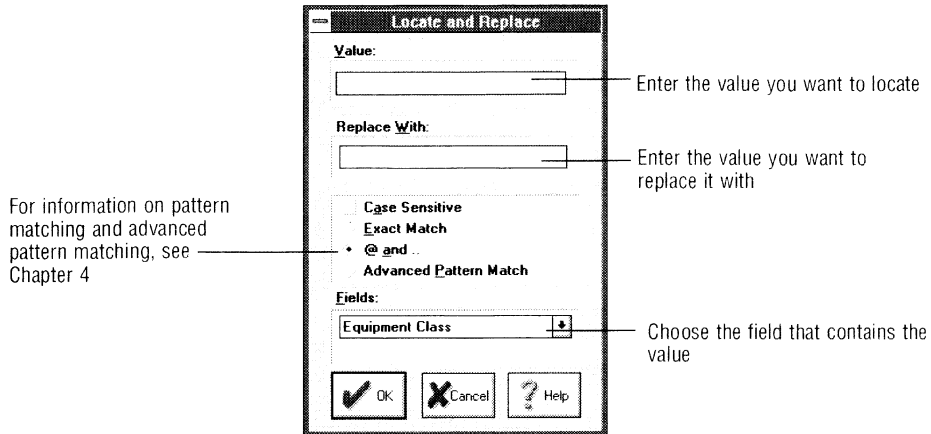 Locate and Replace
Value:
Enter the value you want to locate
Replace With:
Enter the value you want to
replace it with
For information on pattern
matching and advanced
pattern matching, see
Chapter 4
Case Sensitive
Exact Match
@ and ..
Advanced Pattern Match
Fields:
Equipment Class
Choose the field that contains the
value
OK
Cancel
? Help